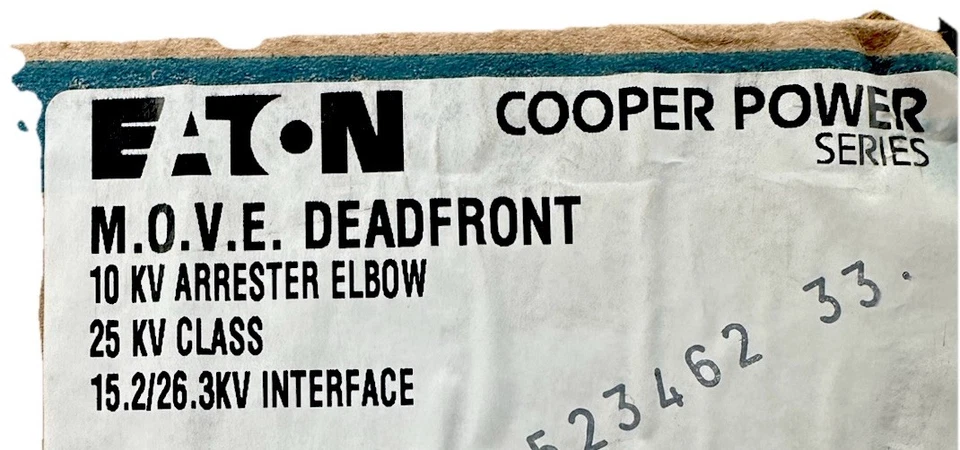 EATON
COOPER POWER
SERIES
M.O.V.E. DEADFRONT
10 KV ARRESTER ELBOW
25 KV CLASS
15.2/26.3KV INTERFACE
523462 33.